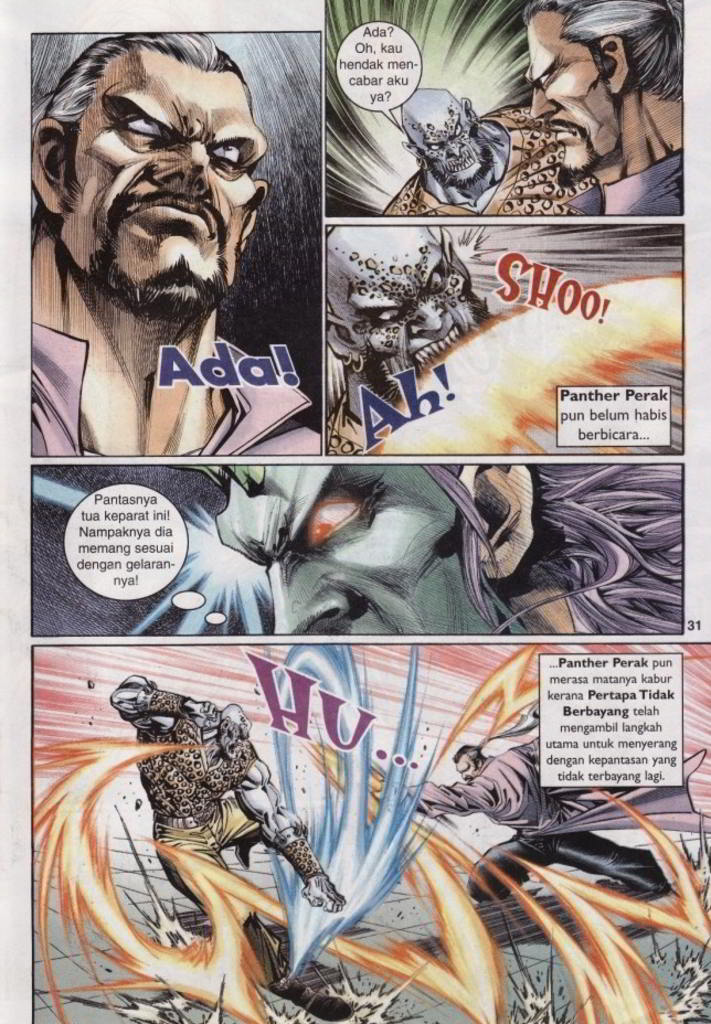 Ada!
Ada?
Oh, kau
hendak men-
cabar aku
ya?
SHOO!
Ah!
Panther Perak
pun belum habis
berbicara...
Pantasnya
tua keparat ini!
Nampaknya dia
memang sesuai
dengan gelaran-
nya!
31
HU...
...Panther Perak pun
merasa matanya kabur
kerana Pertapa Tidak
Berbayang telah
mengambil langkah
utama untuk menyerang
dengan kepantasan yang
tidak terbayang lagi.